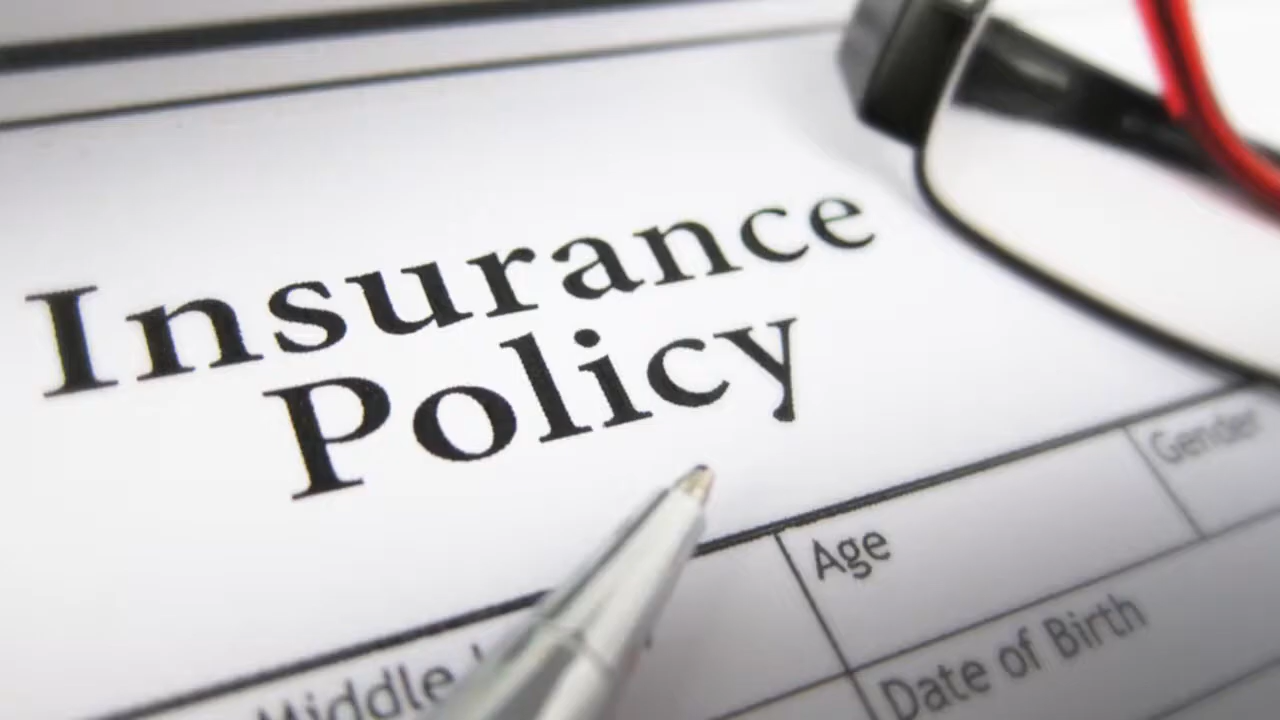 Insurance
Policy
Gender
Age
Middle
Date of Birth